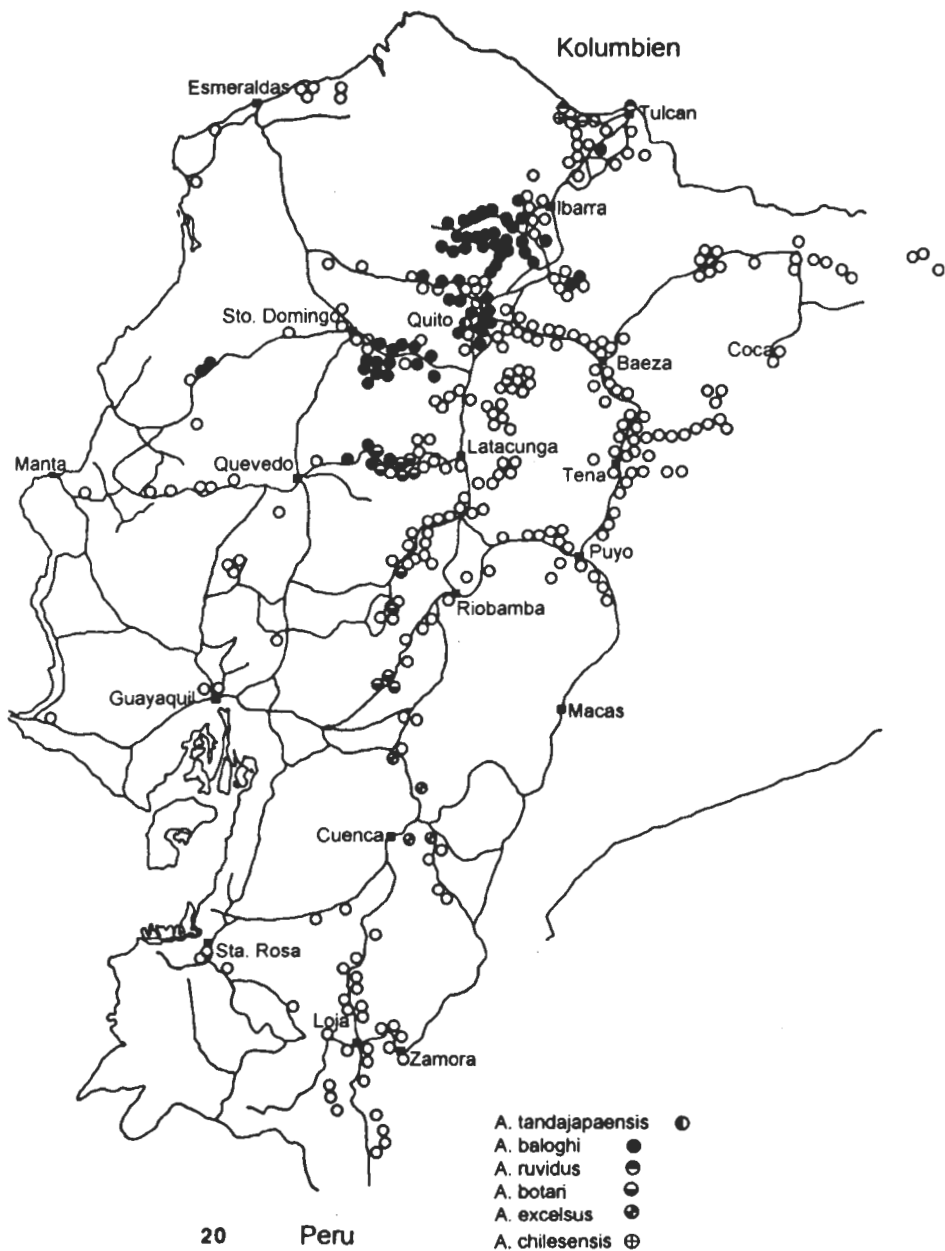 Kolumbien
Esmeraldas
Tulcan
Ibarra
Sto. Domingo
Quito
Baeza
Coca
Manta
Quevedo
Latacunga
Tena
Puyo
Riobamba
Guayaquil
Macas
Cuenca
Sta. Rosa
Loja
Zamora
A. tandajapaensis
A. baloghi
A. ruvidus
A. botari
A. excelsus
A. chilesensis
20 Peru